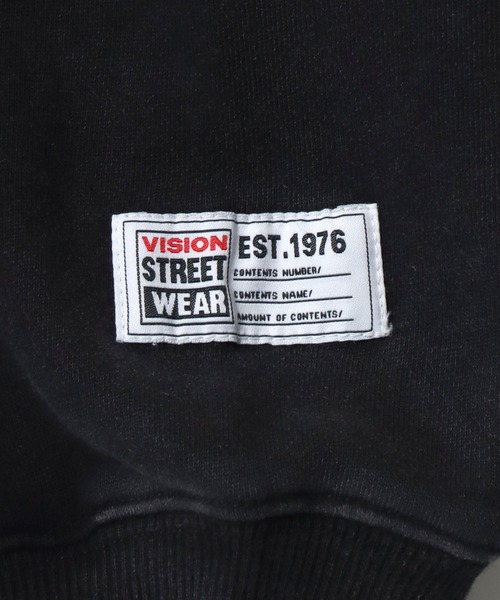 VISION
STREET
WEAR
EST.1976
CONTENTS NUMBER/
CONTENTS NAME/
AMOUNT OF CONTENTS/